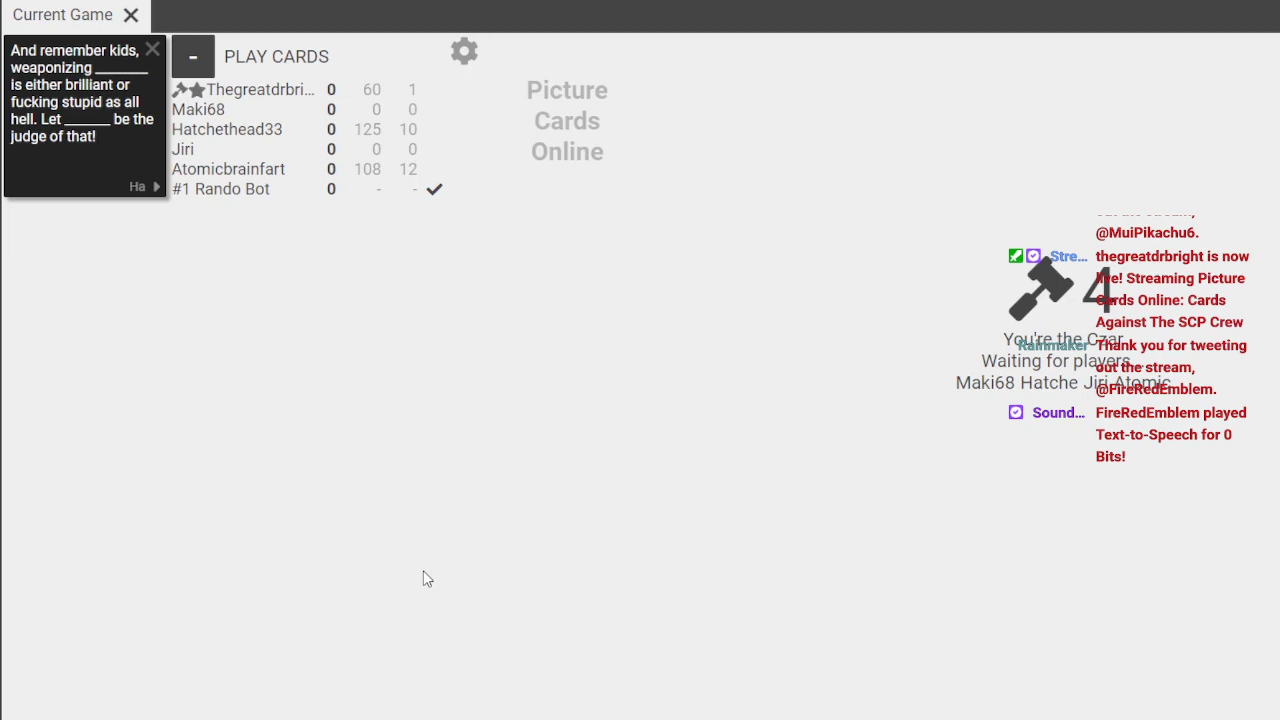 Current Game
And remember kids,
weaponizing _______
is either brilliant or
fucking stupid as all
hell. Let ______ be the
judge of that!
Ha
- PLAY CARDS
Thegreatdrbri... 0 60 1
Maki68 0 0 0
Hatchethead33 0 125 10
Jiri 0 0 0
Atomicbrainfart 0 108 12
#1 Rando Bot 0 - -
Picture
Cards
Online
4
You're the Czar
Waiting for players
Maki68 Hatche Jiri Atomic
@MuiPikachu6.
Stre... thegreatdrbright is now
live! Streaming Picture
Cards Online: Cards
Against The SCP Crew
Rainmaker Thank you for tweeting
out the stream,
@FireRedEmblem.
Sound... FireRedEmblem played
Text-to-Speech for 0
Bits!